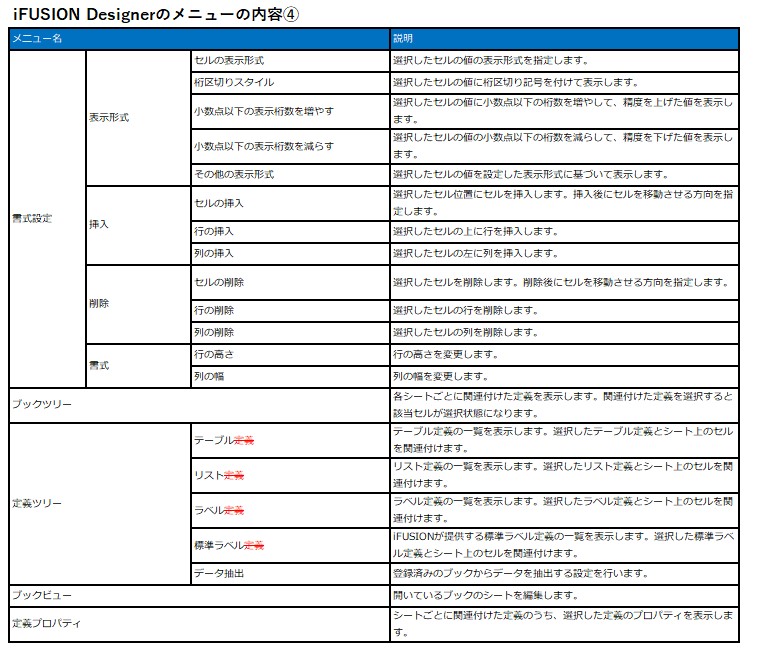 iFUSION Designerのメニューの内容④
メニュー名 説明
書式設定
表示形式
セルの表示形式 選択したセルの値の表示形式を指定します。
桁区切りスタイル 選択したセルの値に桁区切り記号を付けて表示します。
小数点以下の表示桁数を増やす 選択したセルの値に小数点以下の桁数を増やして、精度を上げた値を表示し
ます。
小数点以下の表示桁数を減らす 選択したセルの値の小数点以下の桁数を減らして、精度を下げた値を表示し
ます。
その他の表示形式 選択したセルの値を設定した表示形式に基づいて表示します。
挿入
セルの挿入 選択したセル位置にセルを挿入します。挿入後にセルを移動させる方向を指
定します。
行の挿入 選択したセルの上に行を挿入します。
列の挿入 選択したセルの左に列を挿入します。
削除
セルの削除 選択したセルを削除します。削除後にセルを移動させる方向を指定します。
行の削除 選択したセルの行を削除します。
列の削除 選択したセルの列を削除します。
書式
行の高さ 行の高さを変更します。
列の幅 列の幅を変更します。
ブックツリー 各シートごとに関連付けた定義を表示します。関連付けた定義を選択すると
該当セルが選択状態になります。
定義ツリー
テーブル定義 テーブル定義の一覧を表示します。選択したテーブル定義とシート上のセル
を関連付けます。
リスト定義 リスト定義の一覧を表示します。選択したリスト定義とシート上のセルを関
連付けます。
ラベル定義 ラベル定義の一覧を表示します。選択したラベル定義とシート上のセルを関
連付けます。
標準ラベル定義 iFUSIONが提供する標準ラベル定義の一覧を表示します。選択した標準ラベ
ル定義とシート上のセルを関連付けます。
データ抽出 登録済みのブックからデータを抽出する設定を行います。
ブックビュー 開いているブックのシートを編集します。
定義プロパティ シートごとに関連付けた定義のうち、選択した定義のプロパティを表示しま
す。